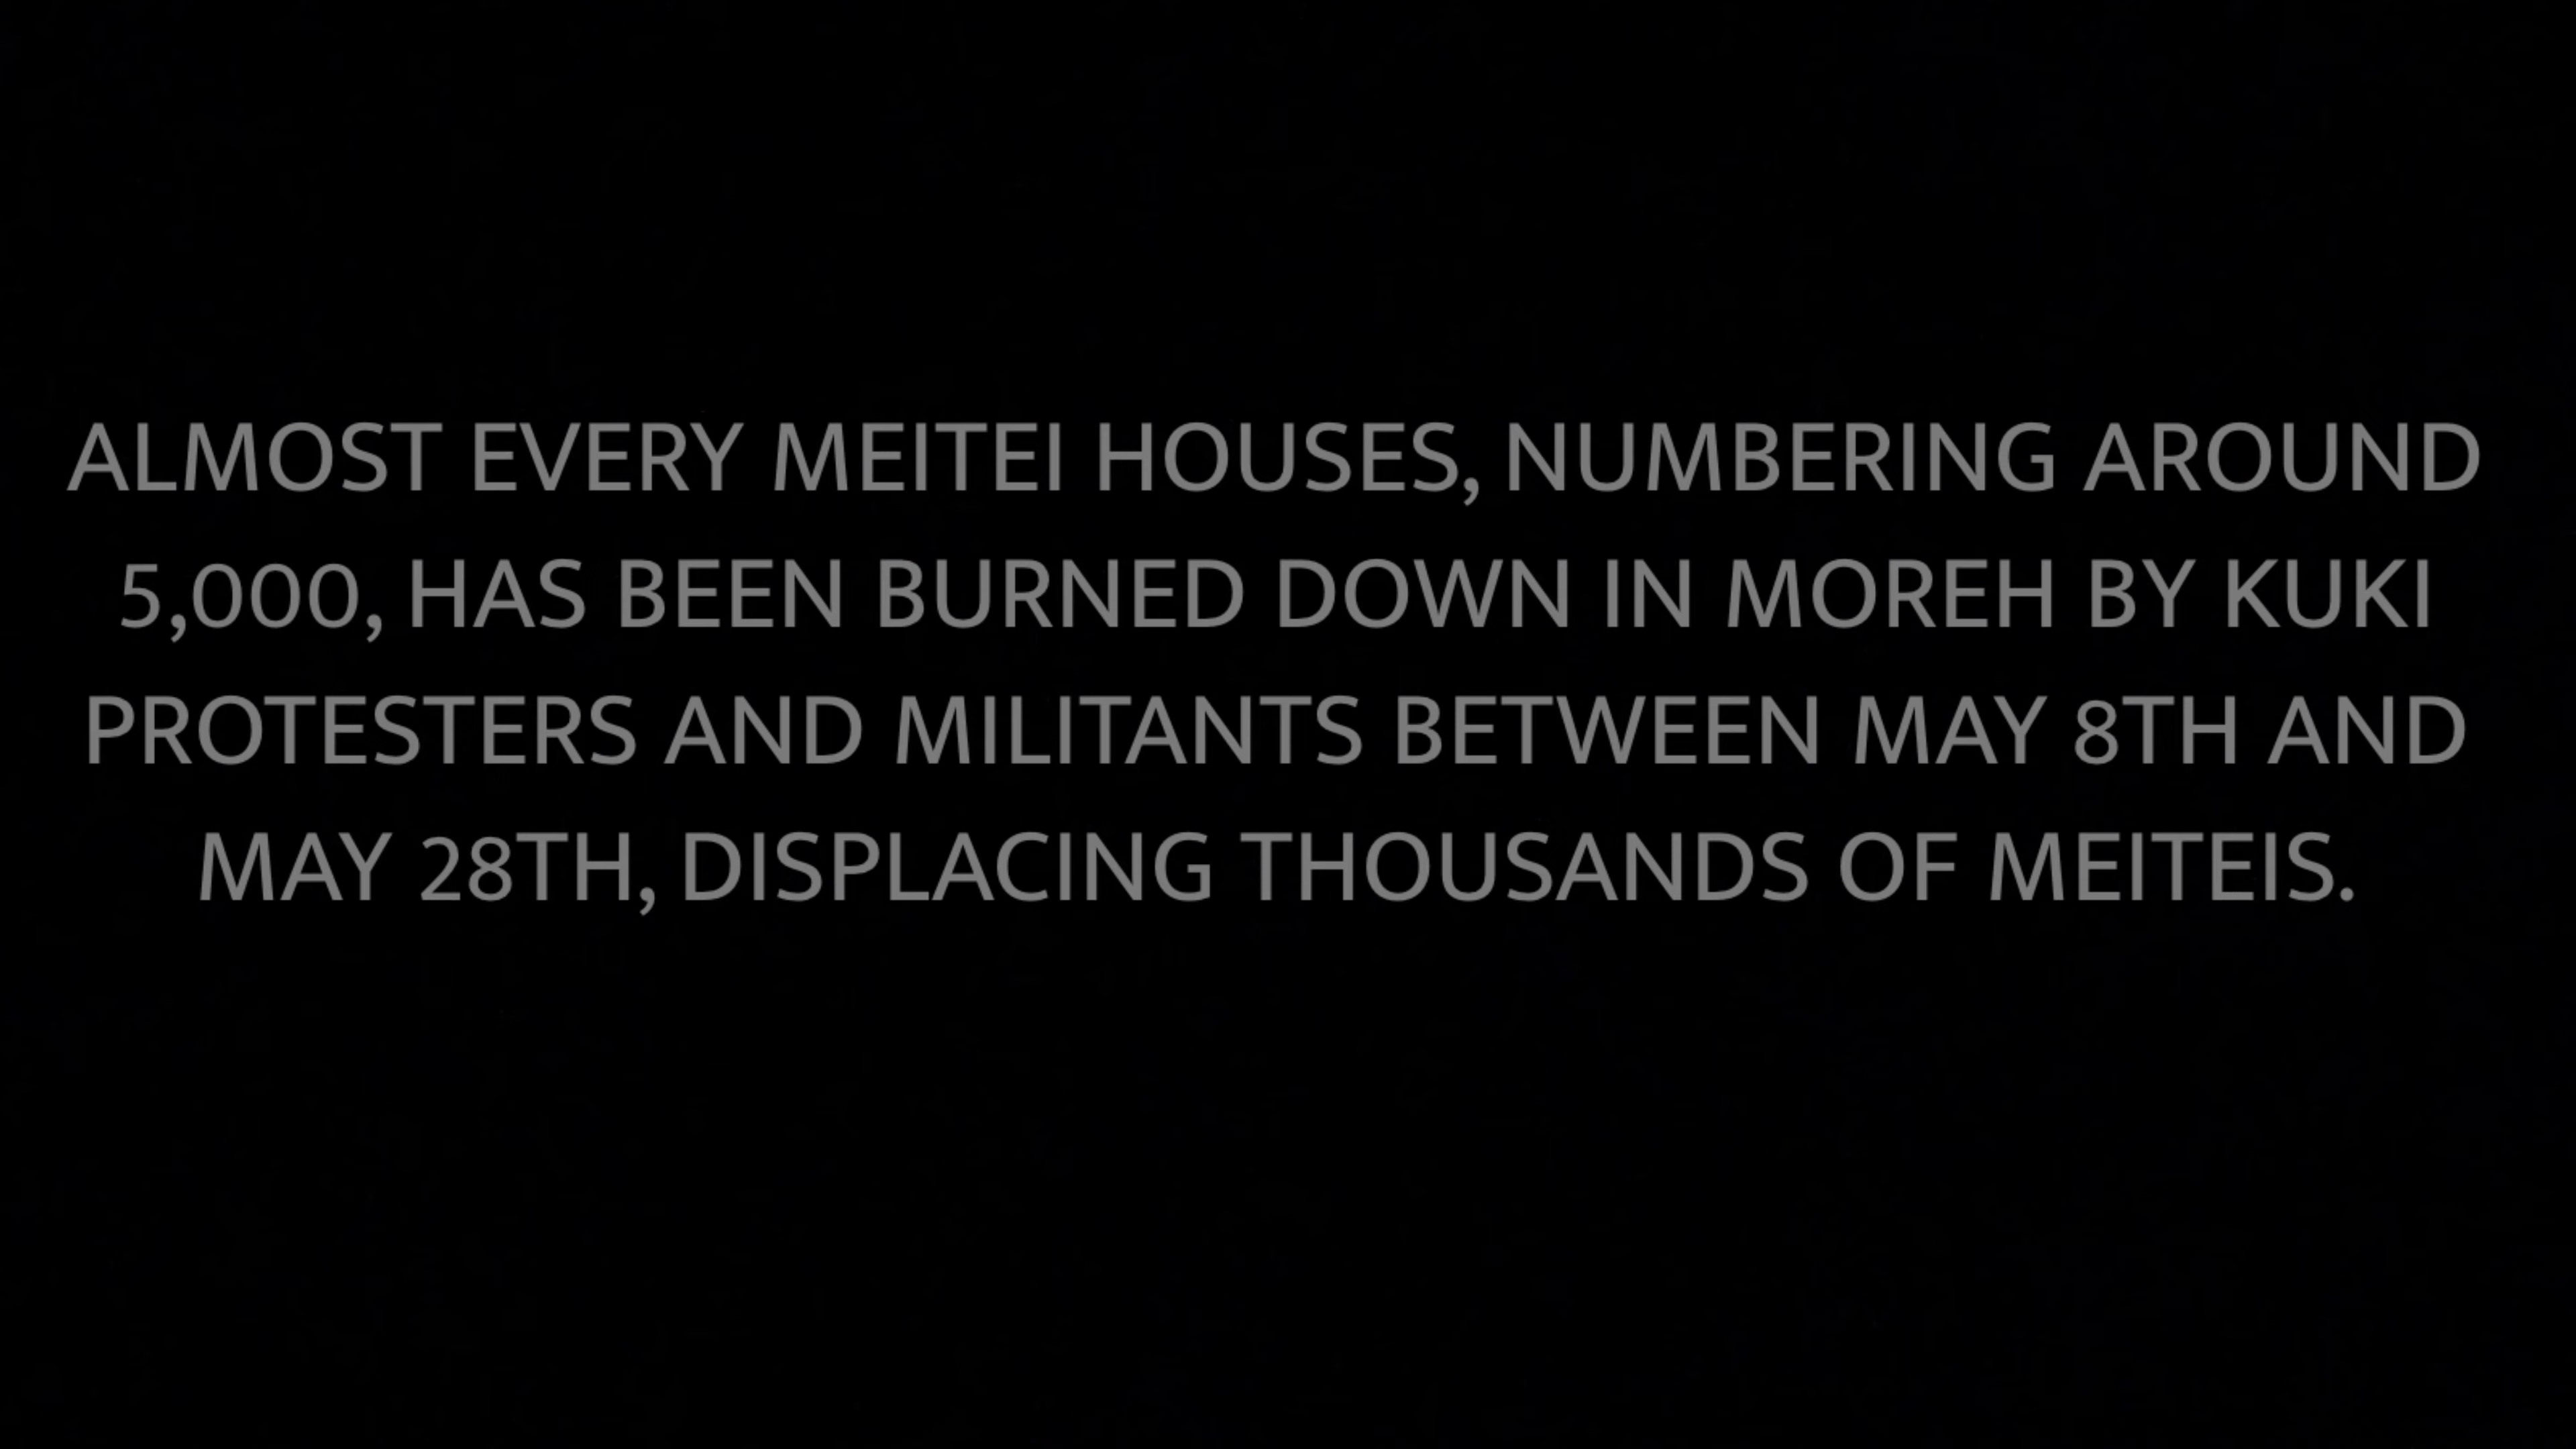 ALMOST EVERY MEITEI HOUSES, NUMBERING AROUND
5,000, HAS BEEN BURNED DOWN IN MOREH BY KUKI
PROTESTERS AND MILITANTS BETWEEN MAY 8TH AND
MAY 28TH, DISPLACING THOUSANDS OF MEITEIS.